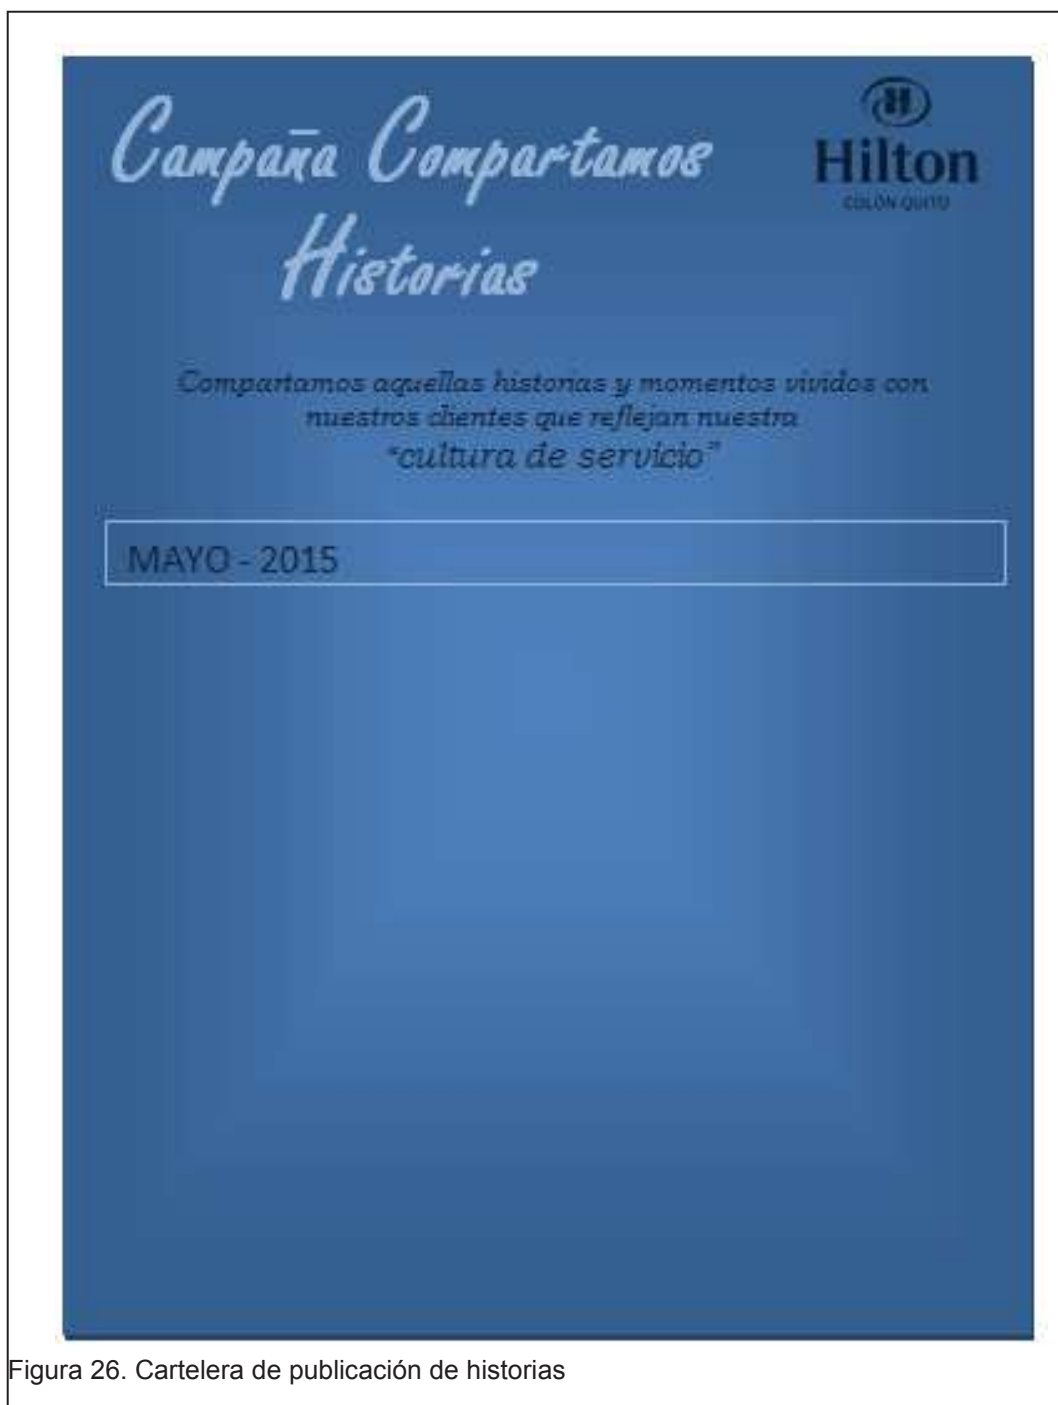 Campaña Compartamos
Historias
Hilton
COLON QUITO
Compartamos aquellas historias y momentos vividos con
nuestros clientes que reflejan nuestra
“cultura de servicio”
MAYO - 2015
Figura 26. Cartelera de publicación de historias